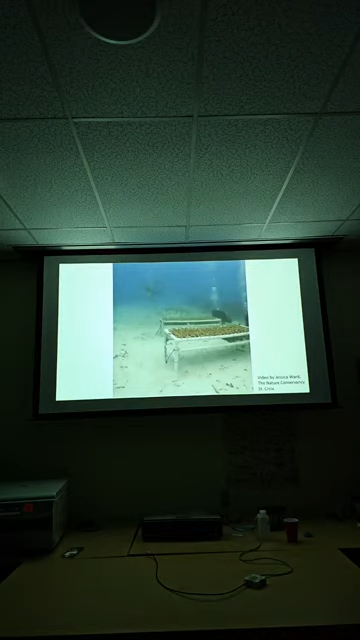 Video by Jessica Ward,
The Nature Conservancy
St. Croix